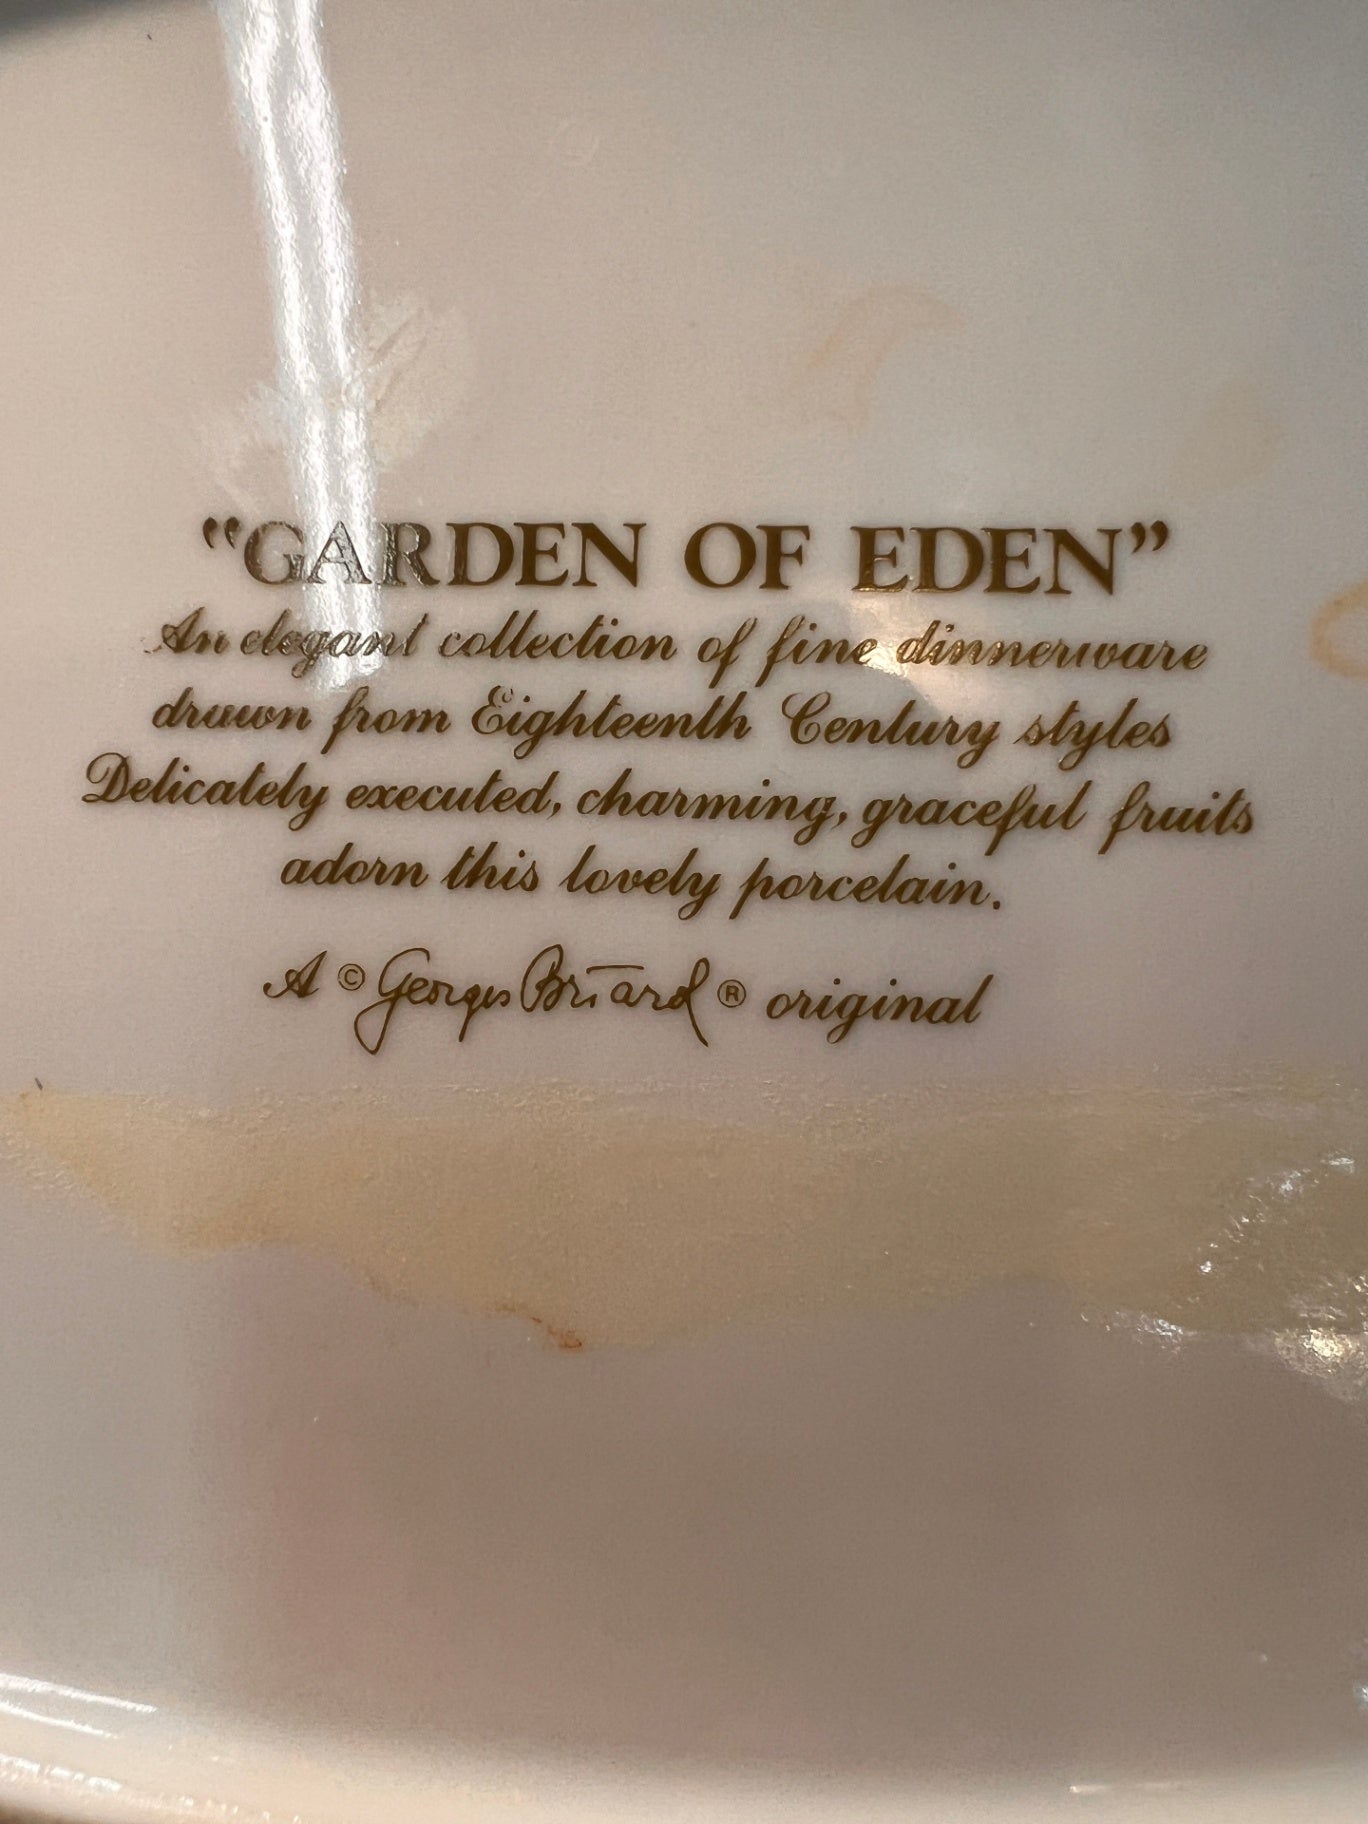 “GARDEN OF EDEN”
An elegant collection of fine dinnerware
drawn from Eighteenth Century styles
Delicately executed, charming, graceful fruits
adorn this lovely porcelain.
A © Georges Briard ® original